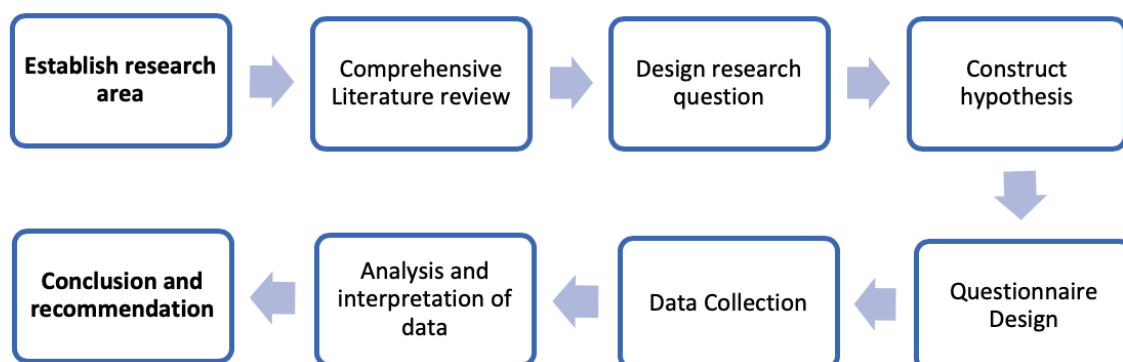 Establish research
area
Comprehensive
Literature review
Design research
question
Construct
hypothesis
Questionnaire
Design
Data Collection
Analysis and
interpretation of
data
Conclusion and
recommendation